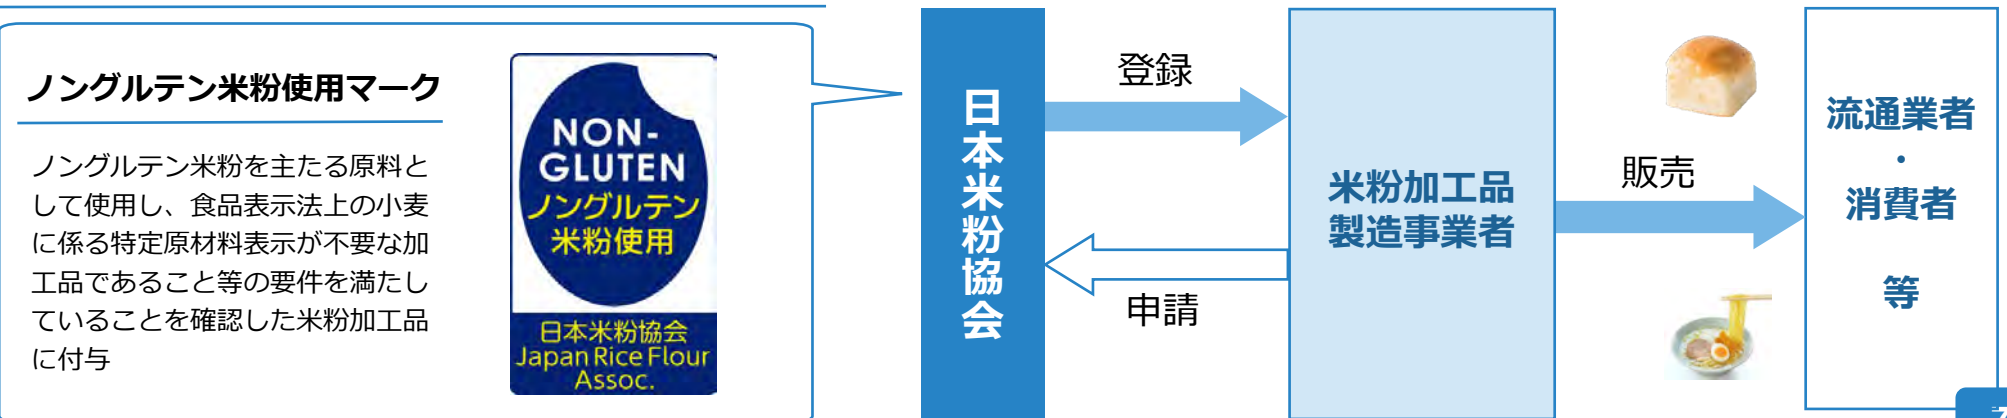 ノングルテン米粉使用マーク
ノングルテン米粉を主たる原料と
して使用し、食品表示法上の小麦
に係る特定原材料表示が不要な加
工品であること等の要件を満たし
ていることを確認した米粉加工品
に付与
NON-
GLUTEN
ノングルテン
米粉使用
日本米粉協会
Japan Rice Flour
Assoc.
日本米粉協会
登録
申請
米粉加工品
製造事業者
販売
流通業者
・
消費者
等